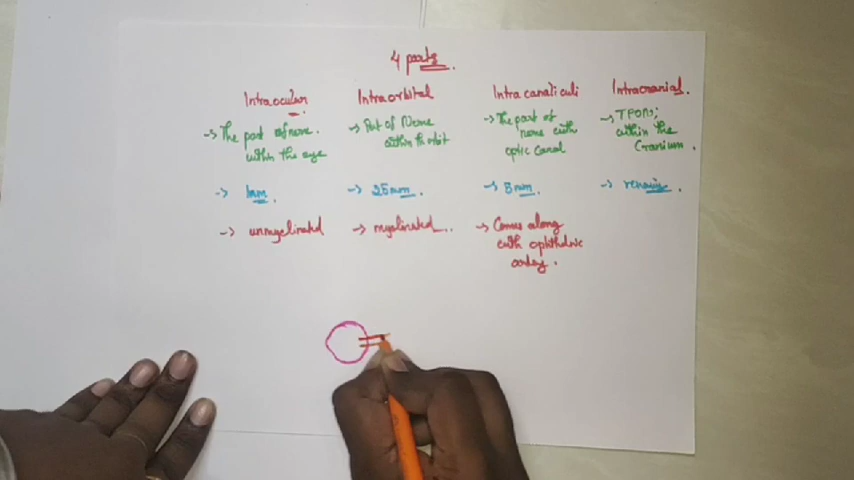 4 parts.
Intraocular
-> The part of nerve.
within the eye
-> 1mm.
-> unmyelinated
Intraorbital
-> Part of Nerve
within th orbit
-> 25mm.
-> myelinated..
Intracanaliculi
-> The part of
nerve with
optic Canal
-> 5mm.
-> Comes along
with ophthalmic
artery.
Intracranial.
-> TPON;
within the
Cranium.
-> remains.